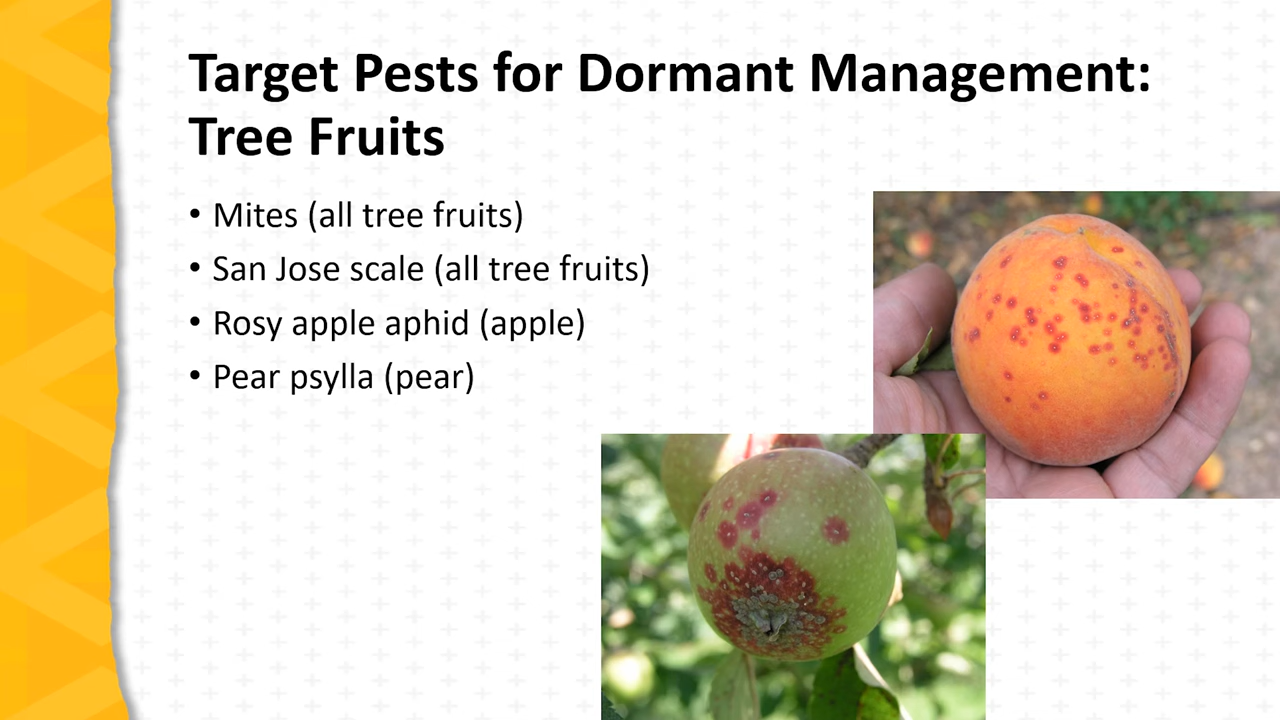 Target Pests for Dormant Management:
Tree Fruits
• Mites (all tree fruits)
• San Jose scale (all tree fruits)
• Rosy apple aphid (apple)
• Pear psylla (pear)